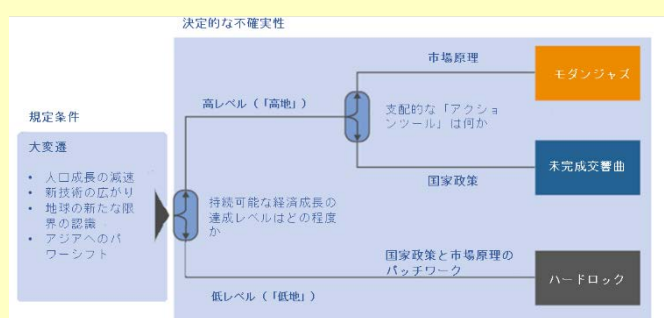 決定的な不確実性
市場原理
モダンジャズ
高レベル(「高地」)
支配的な「アクショ
ンツール」は何か
規定条件
大変遷
国家政策
未完成交響曲
• 人口成長の減速
• 新技術の広がり
• 地球の新たな限
界の認識
• アジアへのパ
ワーシフト
持続可能な経済成長の
達成レベルはどの程度
か
国家政策と市場原理の
パッチワーク
ハードロック
低レベル(「低地」)